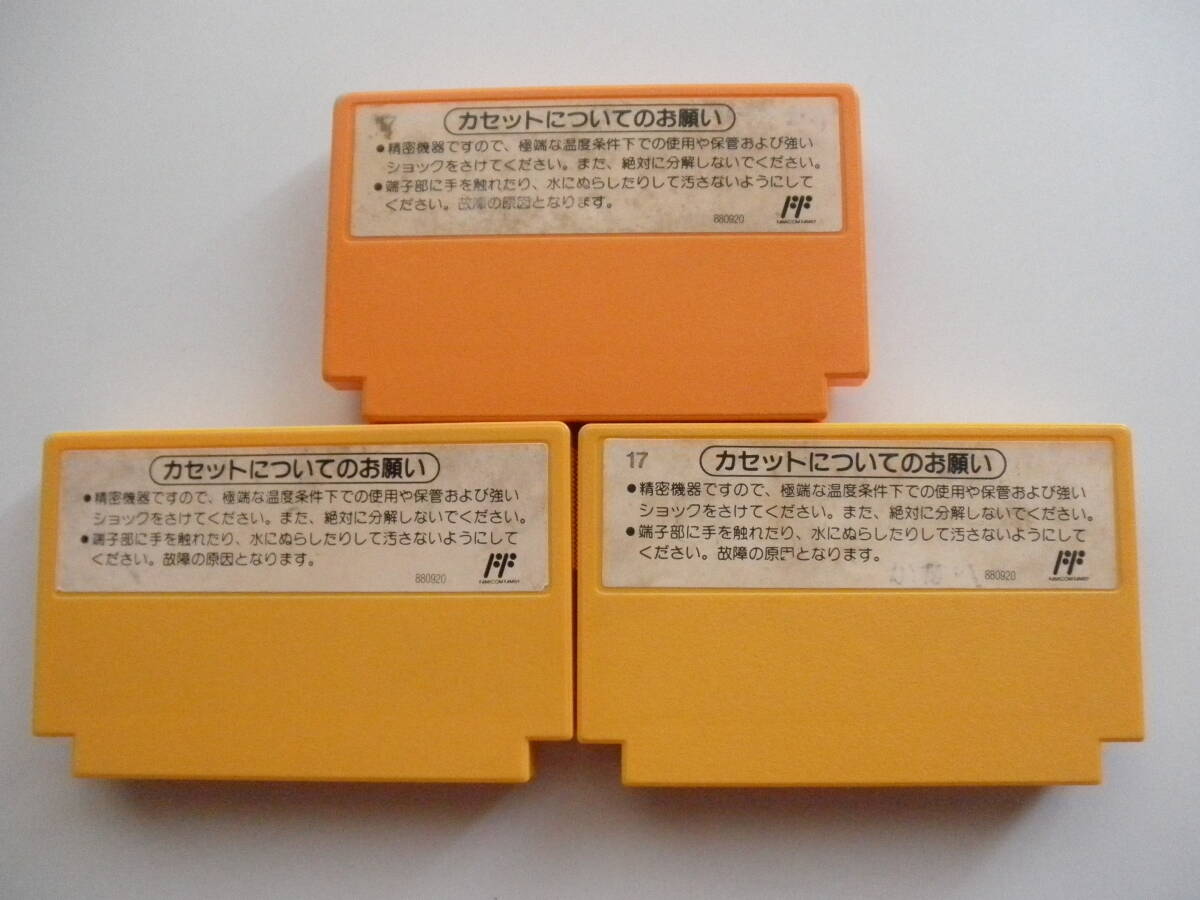 カセットについてのお願い
●精密機器ですので、極端な温度条件下での使用や保管および強い
ショックをさけてください。また、絶対に分解しないでください。
●端子部に手を触れたり、水にぬらしたりして汚さないようにして
ください。故障の原因となります。
880920
FF
FAMICOM FAMILY
カセットについてのお願い
●精密機器ですので、極端な温度条件下での使用や保管および強い
ショックをさけてください。また、絶対に分解しないでください。
●端子部に手を触れたり、水にぬらしたりして汚さないようにして
ください。故障の原因となります。
880920
FF
FAMICOM FAMILY
17
カセットについてのお願い
●精密機器ですので、極端な温度条件下での使用や保管および強い
ショックをさけてください。また、絶対に分解しないでください。
●端子部に手を触れたり、水にぬらしたりして汚さないようにして
ください。故障の原因となります。
880920
FF
FAMICOM FAMILY